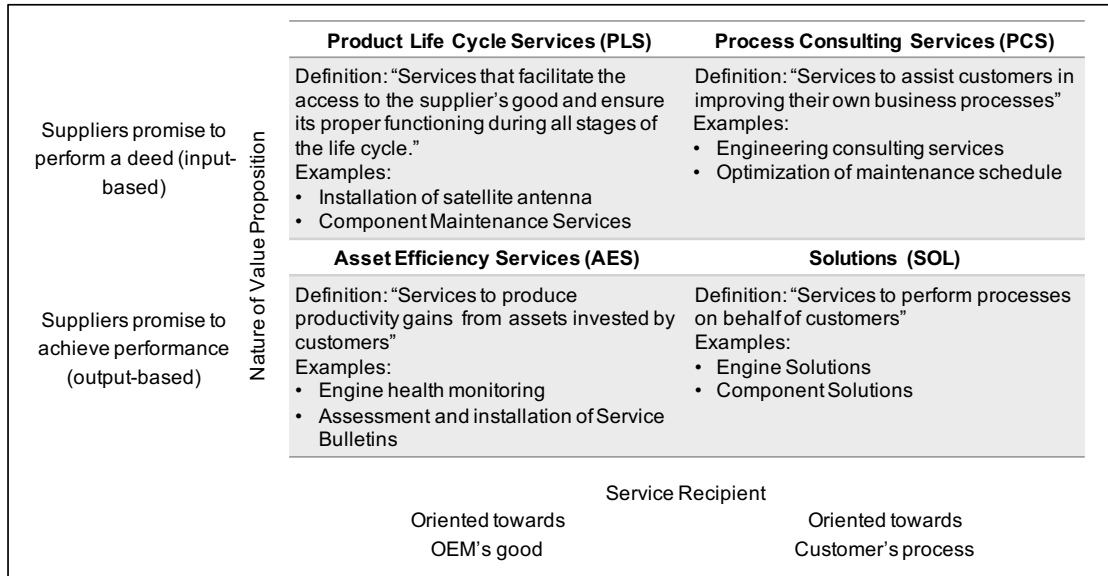 Suppliers promise to
perform a deed (input-
based)
Suppliers promise to
achieve performance
(output-based)
Nature of Value Proposition
Product Life Cycle Services (PLS)
Definition: “Services that facilitate the
access to the supplier’s good and ensure
its proper functioning during all stages of
the life cycle.”
Examples:
• Installation of satellite antenna
• Component Maintenance Services
Process Consulting Services (PCS)
Definition: “Services to assist customers in
improving their own business processes”
Examples:
• Engineering consulting services
• Optimization of maintenance schedule
Asset Efficiency Services (AES)
Definition: “Services to produce
productivity gains from assets invested by
customers”
Examples:
• Engine health monitoring
• Assessment and installation of Service
Bulletins
Solutions (SOL)
Definition: “Services to perform processes
on behalf of customers”
Examples:
• Engine Solutions
• Component Solutions
Service Recipient
Oriented towards
OEM’s good
Oriented towards
Customer’s process